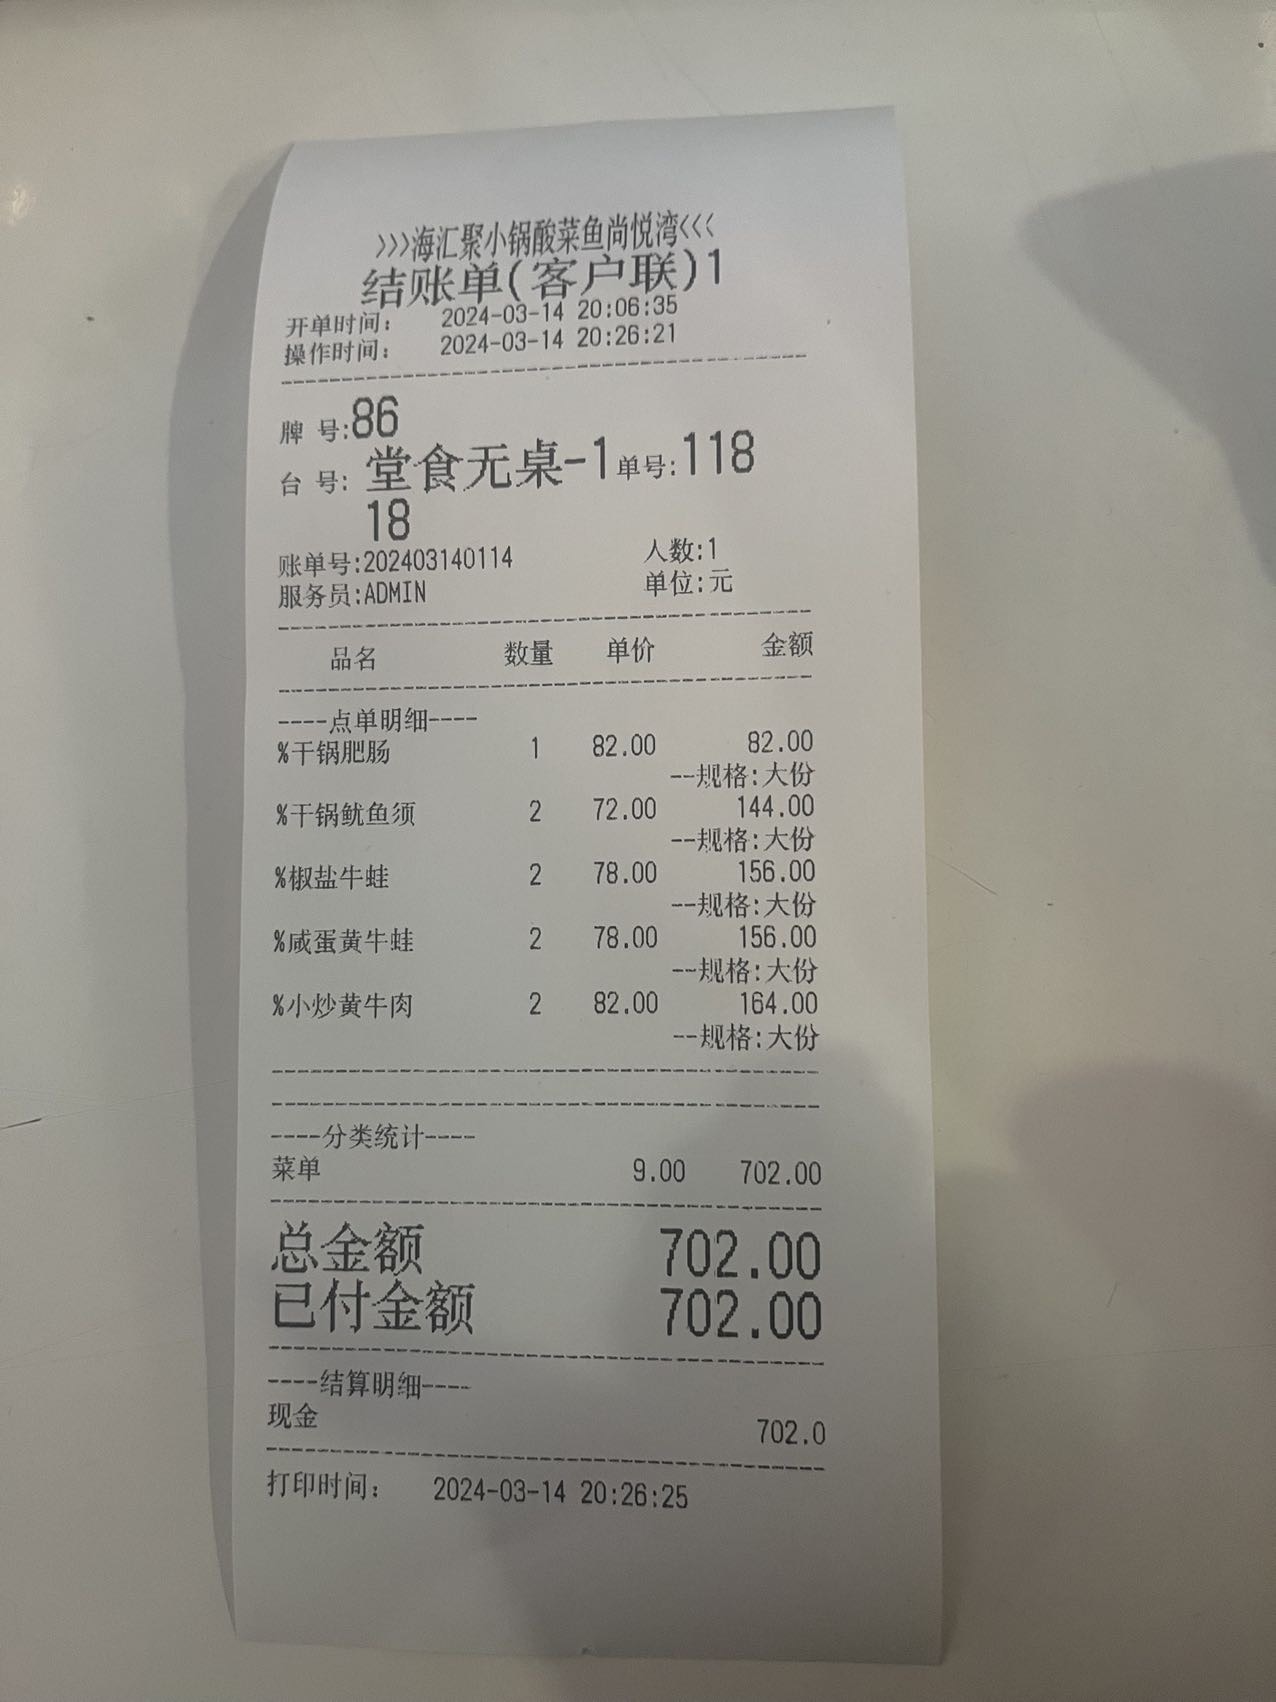 >>>海汇聚小锅酸菜鱼尚悦湾<<<
结账单(客户联)1
开单时间： 2024-03-14 20:06:35
操作时间： 2024-03-14 20:26:21
牌 号:86
台 号: 堂食无桌-1 单号:118
18
账单号:202403140114 人数:1
服务员:ADMIN 单位:元
品名 数量 单价 金额
----点单明细----
%干锅肥肠 1 82.00 82.00
--规格:大份
%干锅鱿鱼须 2 72.00 144.00
--规格:大份
%椒盐牛蛙 2 78.00 156.00
--规格:大份
%咸蛋黄牛蛙 2 78.00 156.00
--规格:大份
%小炒黄牛肉 2 82.00 164.00
--规格:大份
----分类统计----
菜单 9.00 702.00
总金额 702.00
已付金额 702.00
----结算明细----
现金 702.0
打印时间： 2024-03-14 20:26:25